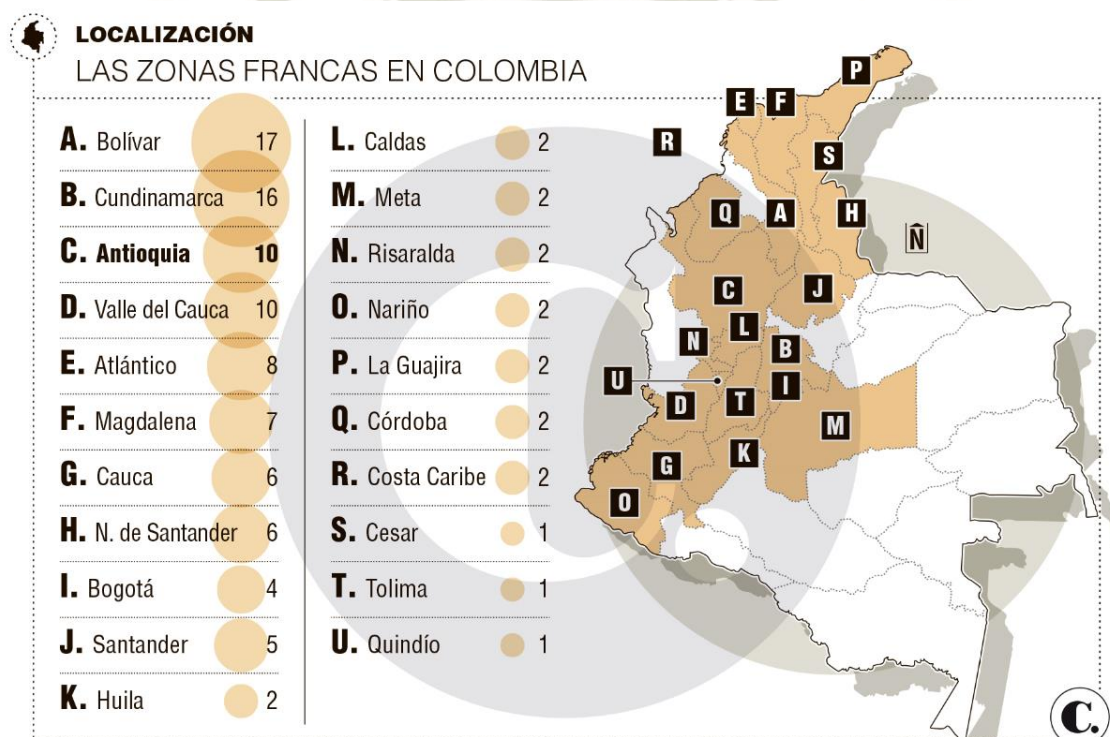 LOCALIZACIÓN
LAS ZONAS FRANCAS EN COLOMBIA
A. Bolívar 17
B. Cundinamarca 16
C. Antioquia 10
D. Valle del Cauca 10
E. Atlántico 8
F. Magdalena 7
G. Cauca 6
H. N. de Santander 6
I. Bogotá 4
J. Santander 5
K. Huila 2
L. Caldas 2
M. Meta 2
N. Risaralda 2
O. Nariño 2
P. La Guajira 2
Q. Córdoba 2
R. Costa Caribe 2
S. Cesar 1
T. Tolima 1
U. Quindío 1
P
E F
R
S
Q A H
N
C J
L
N B
U I
D T
M
K
G
O
C.